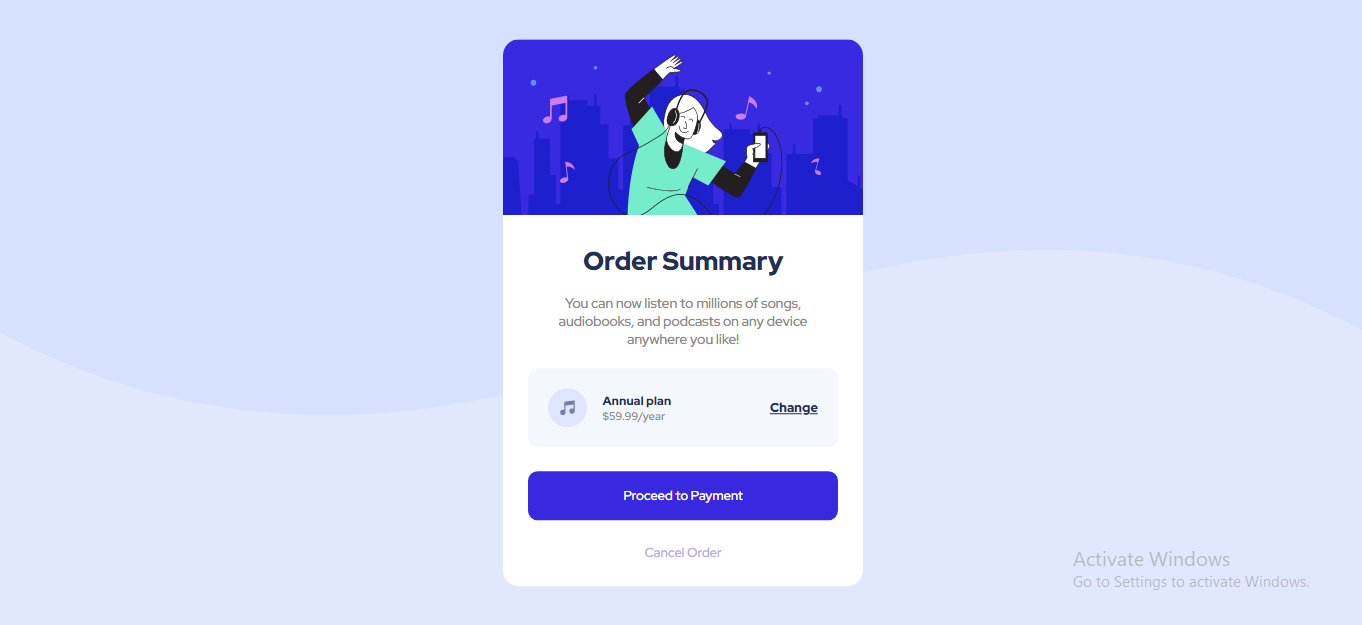 Order Summary
You can now listen to millions of songs,
audiobooks, and podcasts on any device
anywhere you like!
Annual plan
$59.99/year
Change
Proceed to Payment
Cancel Order
Activate Windows
Go to Settings to activate Windows.